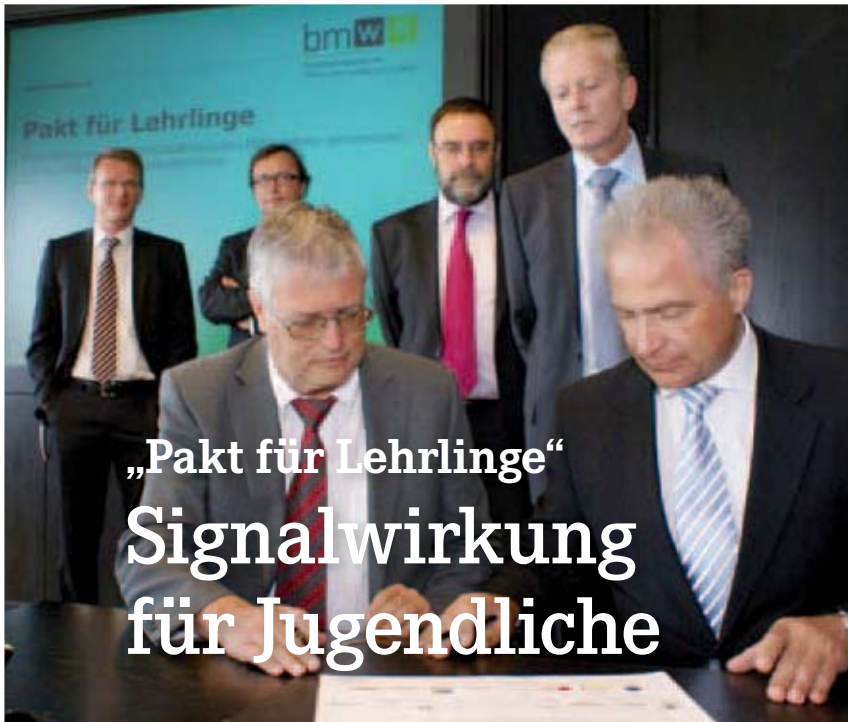 bmw
Pakt für Lehrlinge
„Pakt für Lehrlinge“
Signalwirkung
für Jugendliche